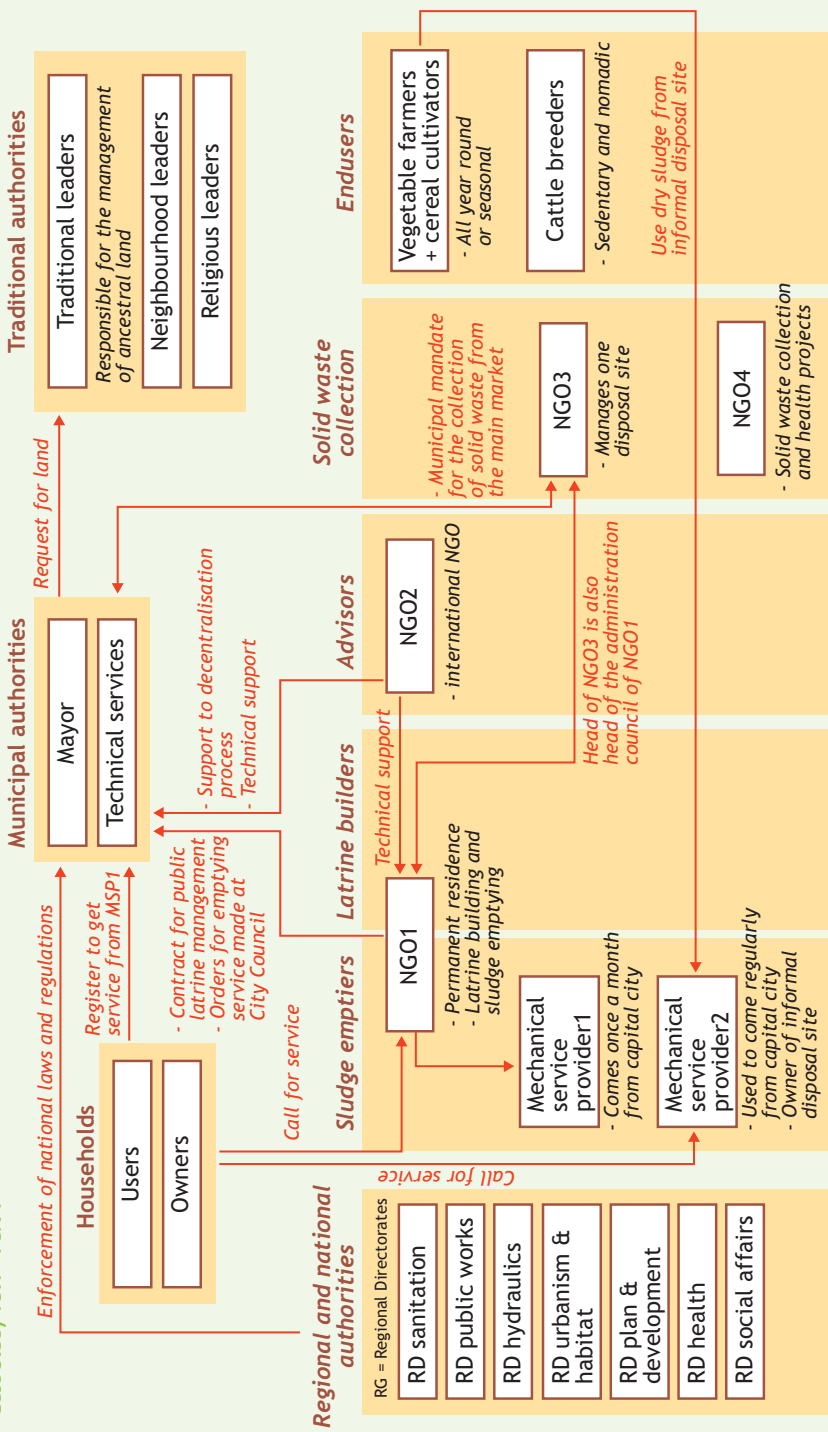 Traditional authorities
Traditional leaders
Responsible for the management
of ancestral land
Neighbourhood leaders
Religious leaders
Request for land
Municipal authorities
Mayor
Technical services
Enforcement of national laws and regulations
Register to get
service from MSP1
Households
Users
Owners
- Contract for public
latrine management
- Orders for emptying
service made at
City Council
- Support to decentralisation
process
- Technical support
Call for service
Call for service
Regional and national
authorities
RG = Regional Directorates
RD sanitation
RD public works
RD hydraulics
RD urbanism &
habitat
RD plan &
development
RD health
RD social affairs
Sludge emptiers
Latrine builders
NGO1
- Permanent residence
- Latrine building and
sludge emptying
Mechanical
service
provider1
- Comes once a month
from capital city
Mechanical
service
provider2
- Used to come regularly
from capital city
- Owner of informal
disposal site
Technical support
Advisors
NGO2
- international NGO
Head of NGO3 is also
head of the administration
council of NGO1
Solid waste
collection
- Municipal mandate
for the collection
of solid waste from
the main market
NGO3
- Manages one
disposal site
NGO4
- Solid waste collection
and health projects
Endusers
Vegetable farmers
+ cereal cultivators
- All year round
or seasonal
Cattle breeders
- Sedentary and nomadic
Use dry sludge from
informal disposal site